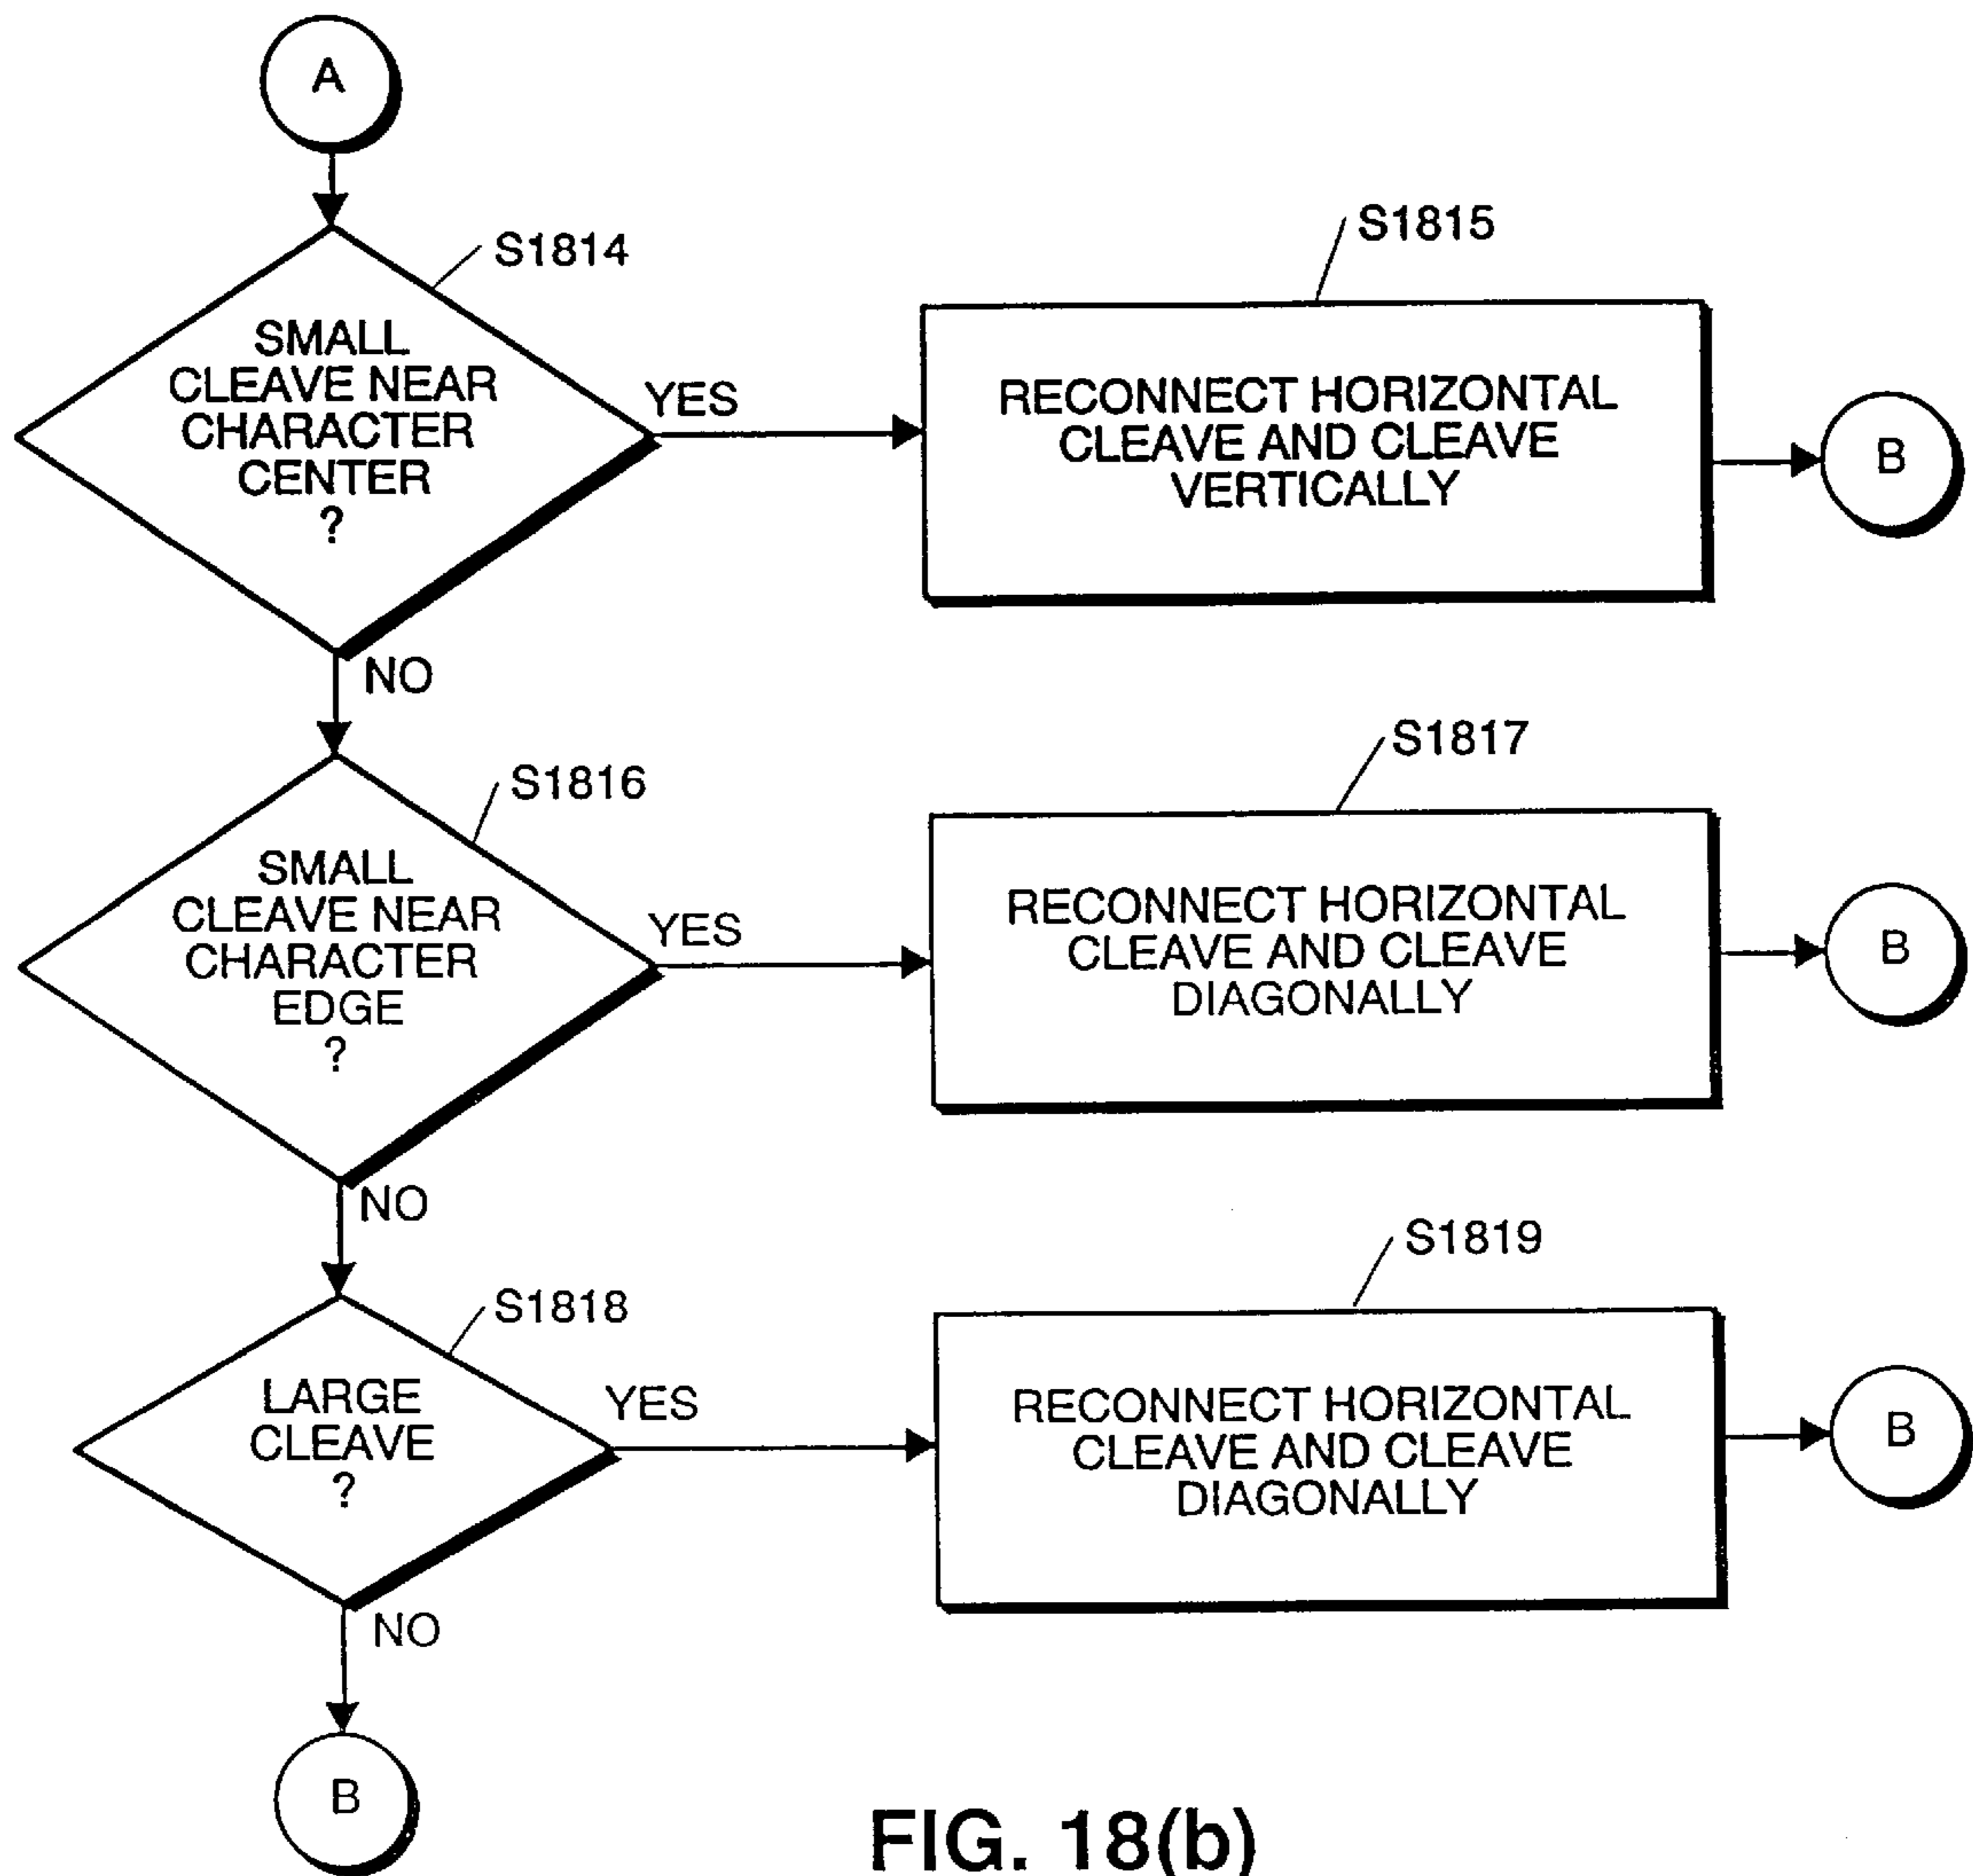 A
S1814
SMALL
CLEAVE NEAR
CHARACTER
CENTER
?
YES
NO
S1815
RECONNECT HORIZONTAL
CLEAVE AND CLEAVE
VERTICALLY
B
S1816
SMALL
CLEAVE NEAR
CHARACTER
EDGE
?
YES
NO
S1817
RECONNECT HORIZONTAL
CLEAVE AND CLEAVE
DIAGONALLY
B
S1818
LARGE
CLEAVE
?
YES
NO
S1819
RECONNECT HORIZONTAL
CLEAVE AND CLEAVE
DIAGONALLY
B
B
FIG. 18(b)